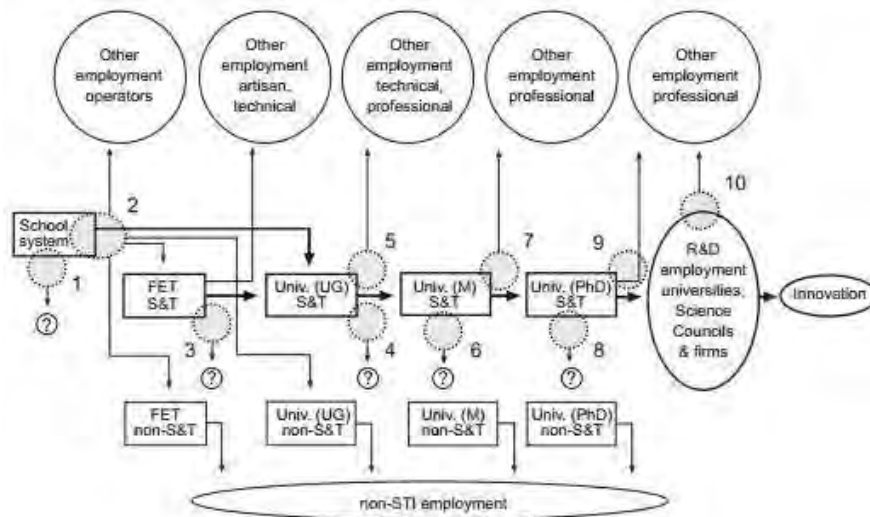 Other
employment
operators
Other
employment
artisan,
technical
Other
employment
technical,
professional
Other
employment
professional
Other
employment
professional
2
10
School
system
5
7
9
1
FET
S&T
Univ. (UG)
S&T
Univ. (M)
S&T
Univ. (PhD)
S&T
R&D
employment
universities,
Science
Councils
& firms
Innovation
3
4
6
8
?
?
?
?
?
FET
non-S&T
Univ. (UG)
non-S&T
Univ. (M)
non-S&T
Univ. (PhD)
non-S&T
non-STI employment